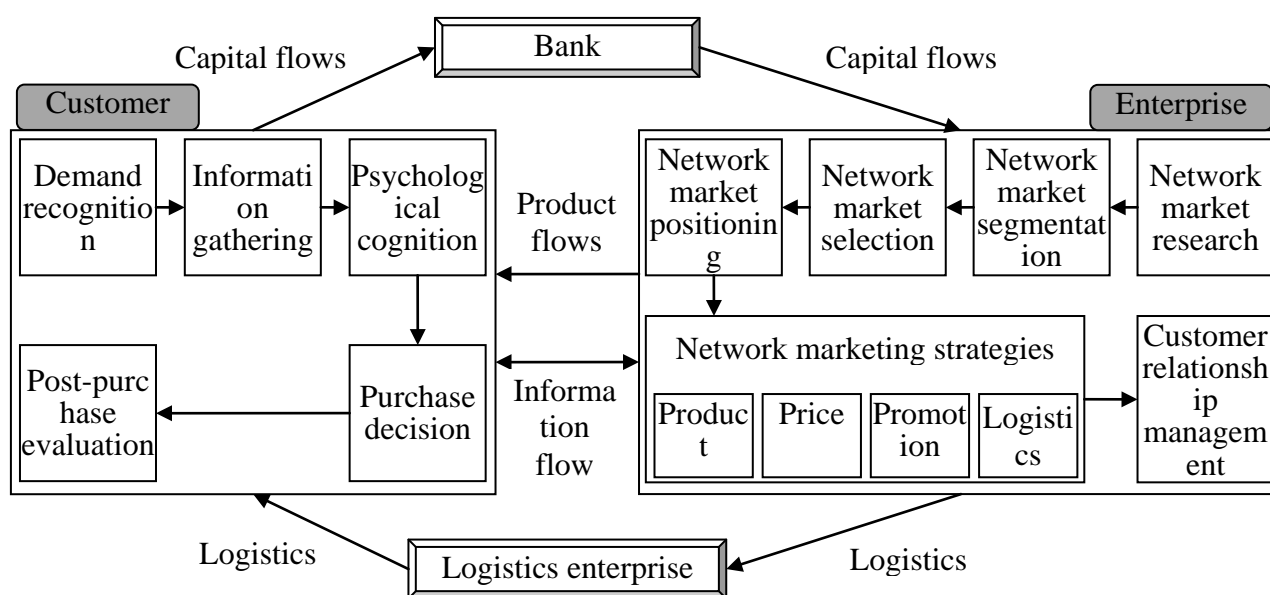 Bank
Capital flows
Capital flows
Customer
Enterprise
Demand
recognitio
n
Informati
on
gathering
Psycholog
ical
cognition
Product
flows
Network
market
positionin
g
Network
market
selection
Network
market
segmentat
ion
Network
market
research
Post-purc
hase
evaluation
Purchase
decision
Informa
tion
flow
Network marketing strategies
Produc
t
Price
Promot
ion
Logisti
cs
Customer
relationsh
ip
managem
ent
Logistics
Logistics enterprise
Logistics